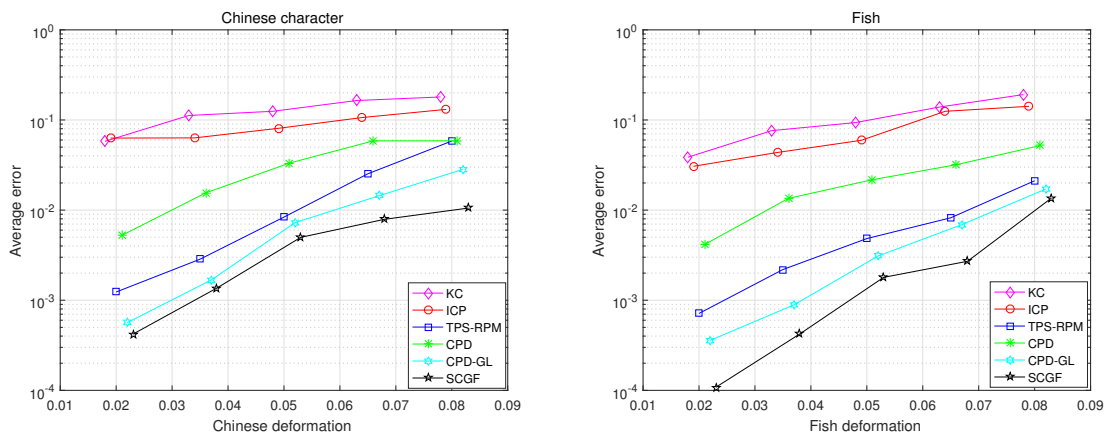 Chinese character
10^0
10^-1
10^-2
10^-3
10^-4
Average error
0.01 0.02 0.03 0.04 0.05 0.06 0.07 0.08 0.09
Chinese deformation
KC
ICP
TPS-RPM
CPD
CPD-GL
SCGF
Fish
10^0
10^-1
10^-2
10^-3
10^-4
Average error
0.01 0.02 0.03 0.04 0.05 0.06 0.07 0.08 0.09
Fish deformation
KC
ICP
TPS-RPM
CPD
CPD-GL
SCGF